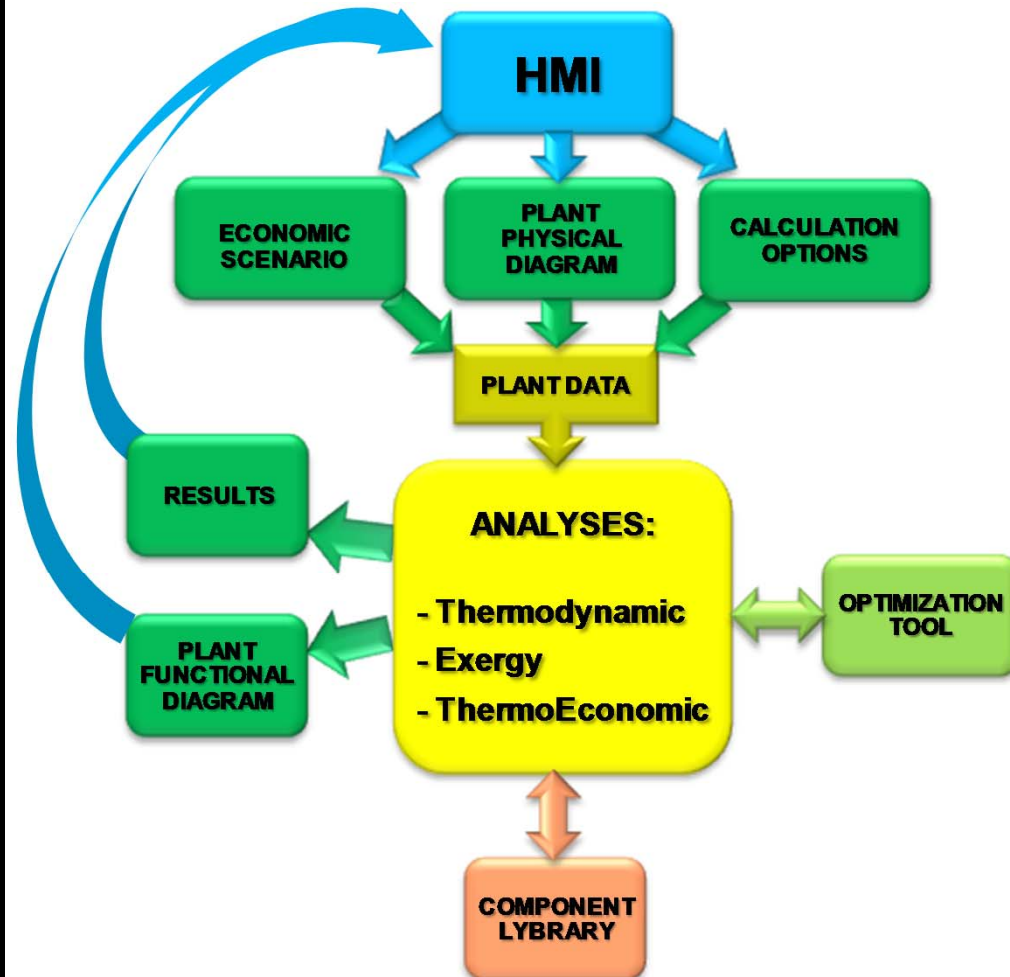 HMI
ECONOMIC
SCENARIO
PLANT
PHYSICAL
DIAGRAM
CALCULATION
OPTIONS
PLANT DATA
RESULTS
PLANT
FUNCTIONAL
DIAGRAM
ANALYSES:
- Thermodynamic
- Exergy
- ThermoEconomic
OPTIMIZATION
TOOL
COMPONENT
LYBRARY